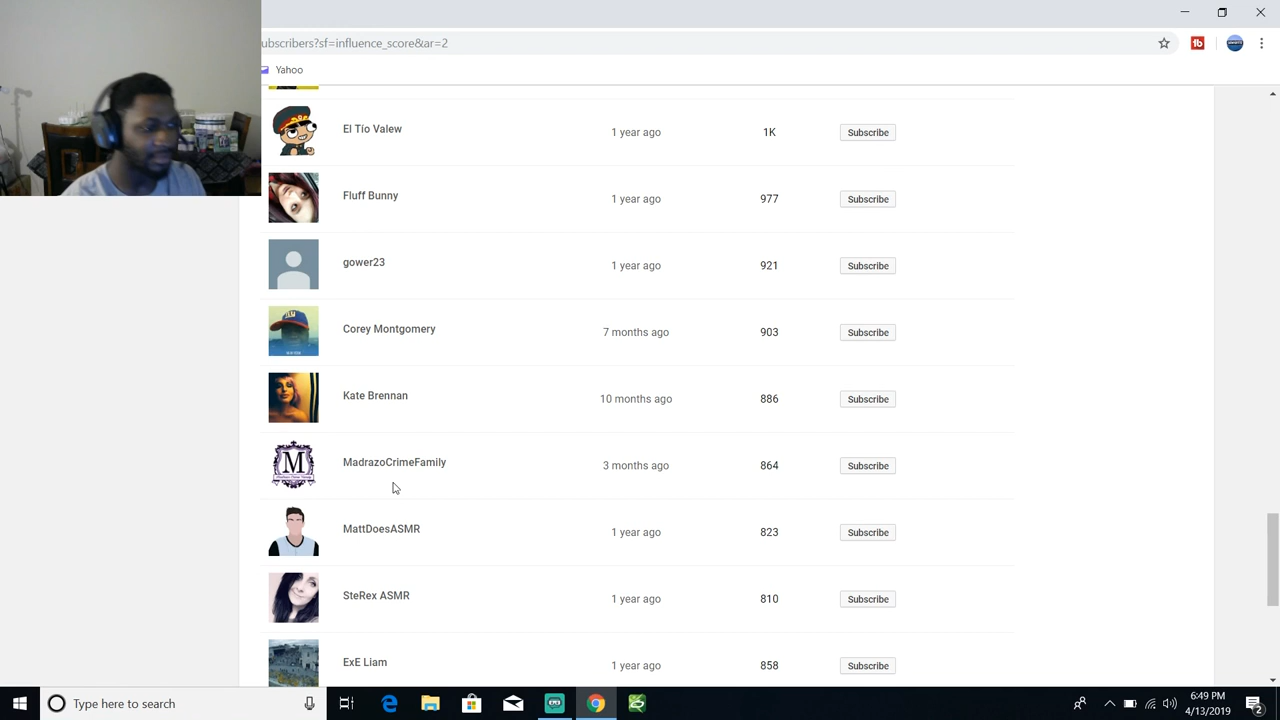 ubscribers?sf=influence_score&ar=2
Yahoo
El Tío Valew 1 year ago 1K Subscribe
Fluff Bunny 1 year ago 977 Subscribe
gower23 1 year ago 921 Subscribe
Corey Montgomery 7 months ago 903 Subscribe
Kate Brennan 10 months ago 886 Subscribe
M
MadrazoCrimeFamily 3 months ago 864 Subscribe
MattDoesASMR 1 year ago 823 Subscribe
SteRex ASMR 1 year ago 810 Subscribe
ExE Liam 1 year ago 858 Subscribe
Type here to search
6:49 PM
4/13/2019
2